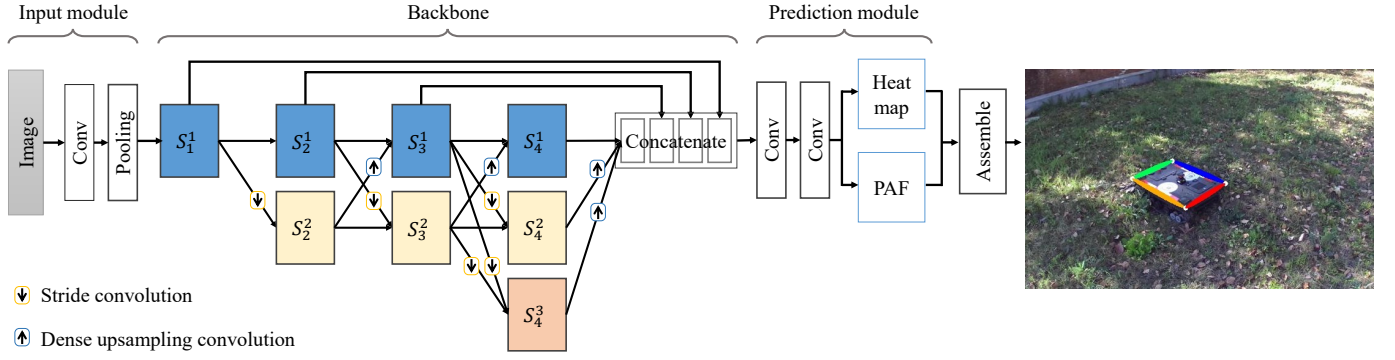 Input module
Backbone
Prediction module
Image
Conv
Pooling
S_1^1
S_2^1
S_3^1
S_4^1
S_2^2
S_3^2
S_4^2
S_4^3
Concatenate
Conv
Conv
Heat
map
PAF
Assemble
Stride convolution
Dense upsampling convolution